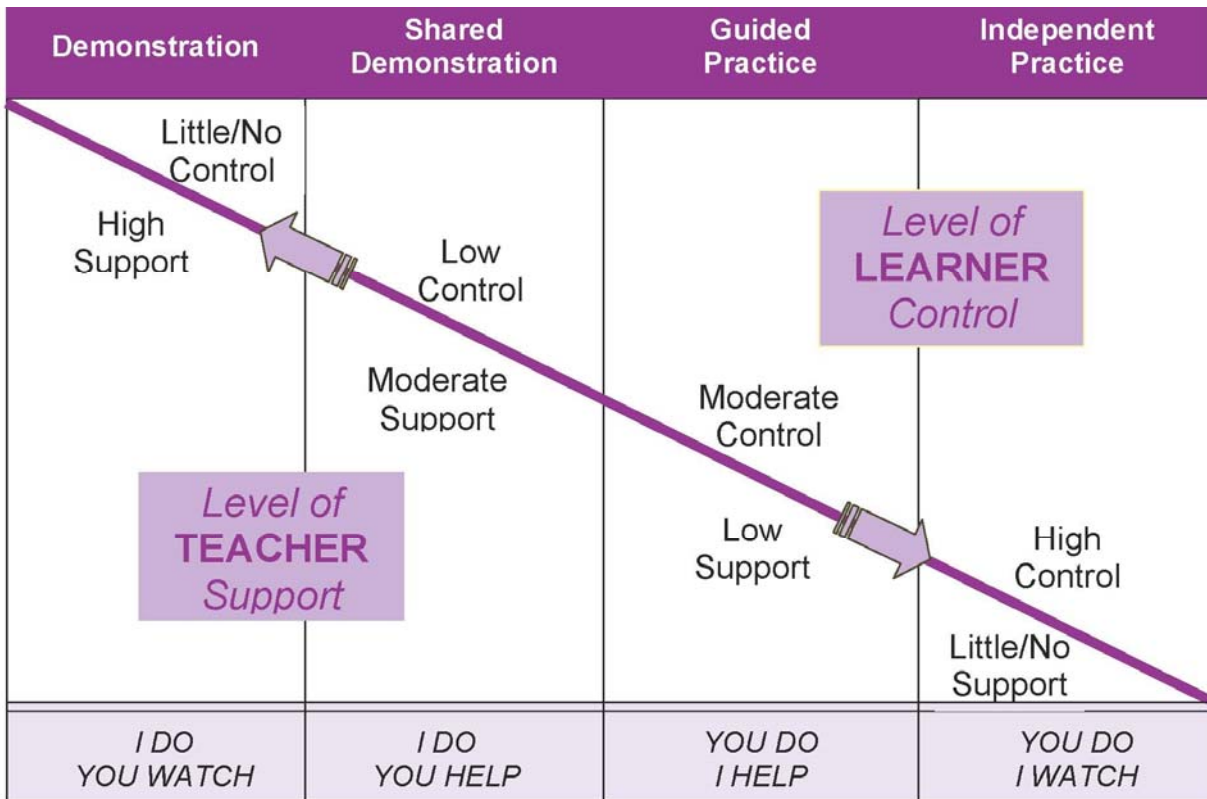 Demonstration
Shared
Demonstration
Guided
Practice
Independent
Practice
Little/No
Control
High
Support
Low
Control
Moderate
Support
Level of
LEARNER
Control
Moderate
Control
Low
Support
Level of
TEACHER
Support
High
Control
Little/No
Support
I DO
YOU WATCH
I DO
YOU HELP
YOU DO
I HELP
YOU DO
I WATCH